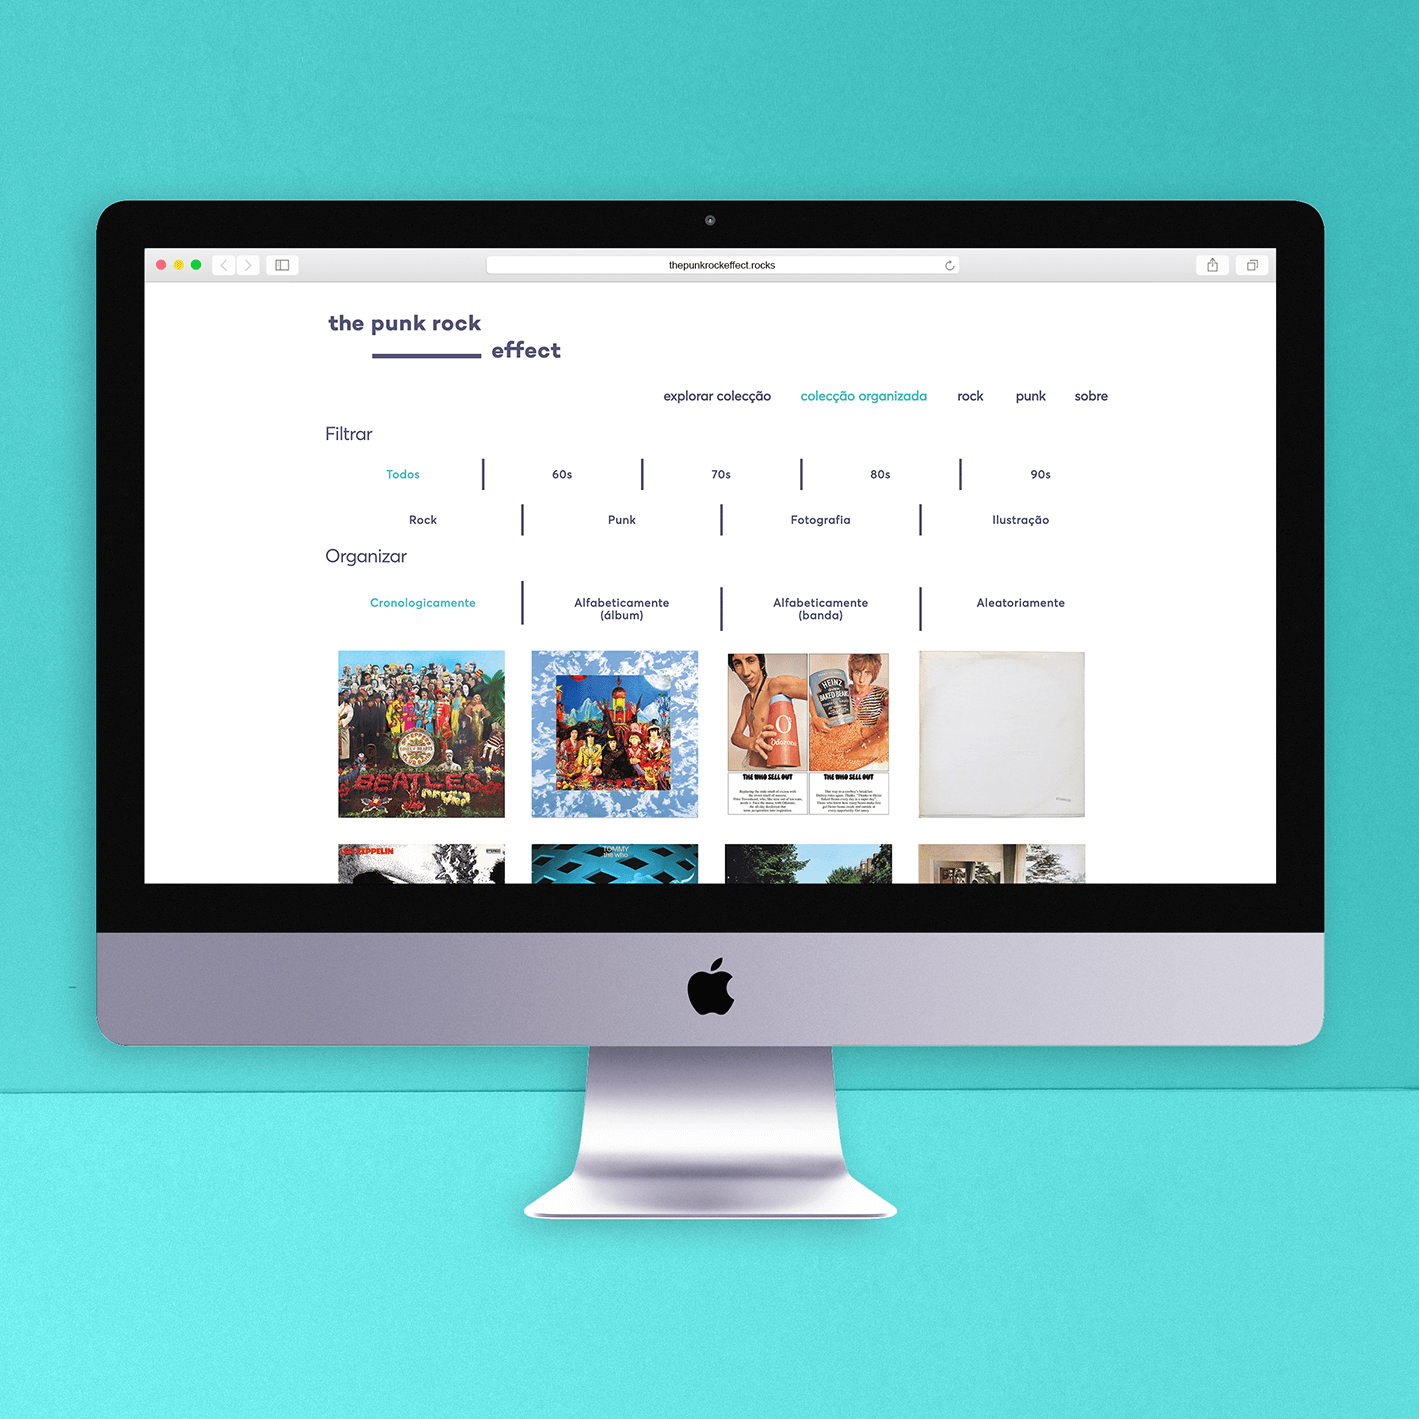 thepunkrockeffect.rocks
the punk rock
effect
explorar colecção colecção organizada rock punk sobre
Filtrar
Todos 60s 70s 80s 90s
Rock Punk Fotografia Ilustração
Organizar
Cronologicamente Alfabeticamente Alfabeticamente Aleatoriamente
(álbum) (banda)
BEATLES
HEINZ
BAKED BEANS
Odorono
THE WHO SELL OUT THE WHO SELL OUT
LED ZEPPELIN
TOMMY
the who